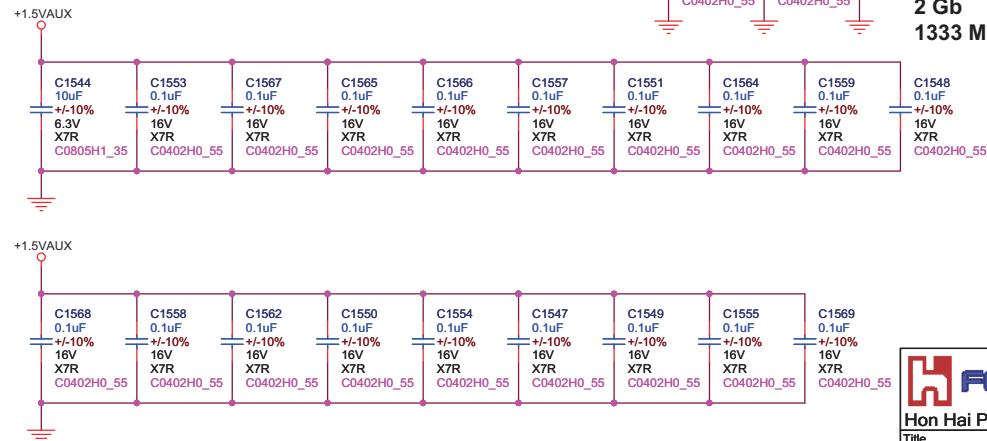 C0402H0_55 C0402H0_55
2 Gb
1333 M
+1.5VAUX
C1544 C1553 C1567 C1565 C1566 C1557 C1551 C1564 C1559 C1548
10uF 0.1uF 0.1uF 0.1uF 0.1uF 0.1uF 0.1uF 0.1uF 0.1uF 0.1uF
+/-10% +/-10% +/-10% +/-10% +/-10% +/-10% +/-10% +/-10% +/-10% +/-10%
6.3V 16V 16V 16V 16V 16V 16V 16V 16V 16V
X7R X7R X7R X7R X7R X7R X7R X7R X7R X7R
C0805H1_35 C0402H0_55 C0402H0_55 C0402H0_55 C0402H0_55 C0402H0_55 C0402H0_55 C0402H0_55 C0402H0_55 C0402H0_55
+1.5VAUX
C1568 C1558 C1562 C1550 C1554 C1547 C1549 C1555 C1569
0.1uF 0.1uF 0.1uF 0.1uF 0.1uF 0.1uF 0.1uF 0.1uF 0.1uF
+/-10% +/-10% +/-10% +/-10% +/-10% +/-10% +/-10% +/-10% +/-10%
16V 16V 16V 16V 16V 16V 16V 16V 16V
X7R X7R X7R X7R X7R X7R X7R X7R X7R
C0402H0_55 C0402H0_55 C0402H0_55 C0402H0_55 C0402H0_55 C0402H0_55 C0402H0_55 C0402H0_55 C0402H0_55
Hon Hai P
Title